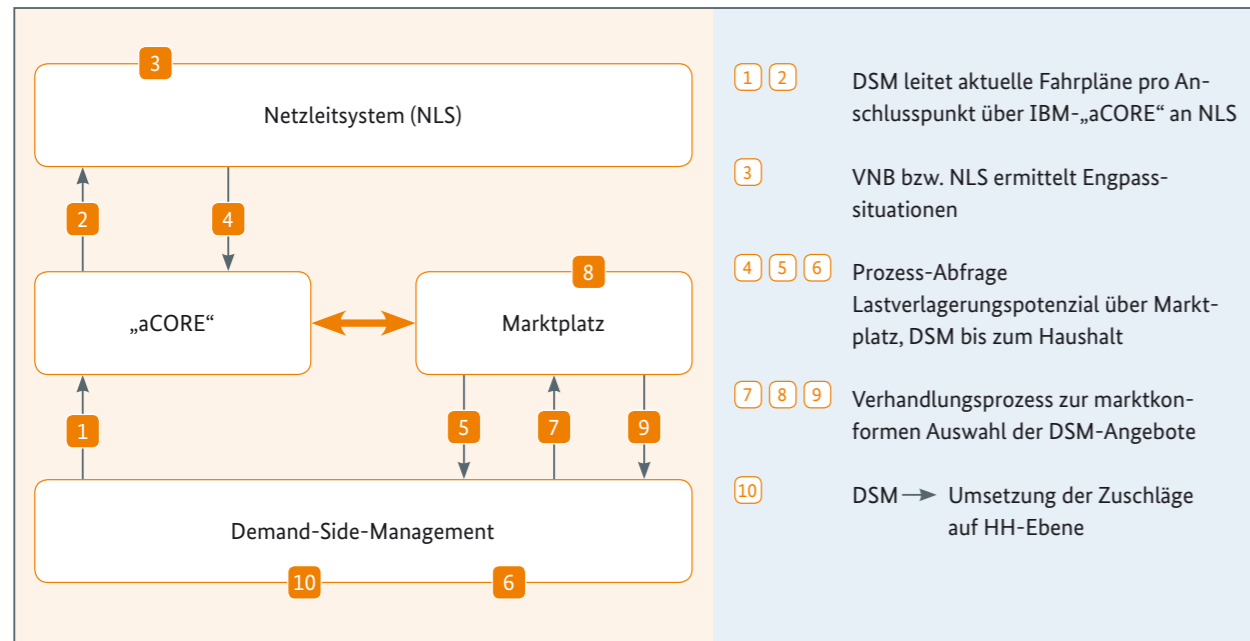 3
Netzleitsystem (NLS)
2
4
8
„aCORE“
Marktplatz
1
5
7
9
Demand-Side-Management
10
6
1 2 DSM leitet aktuelle Fahrpläne pro An-
schlusspunkt über IBM-„aCORE“ an NLS
3 VNB bzw. NLS ermittelt Engpass-
situationen
4 5 6 Prozess-Abfrage
Lastverlagerungspotenzial über Markt-
platz, DSM bis zum Haushalt
7 8 9 Verhandlungsprozess zur marktkon-
formen Auswahl der DSM-Angebote
10 DSM → Umsetzung der Zuschläge
auf HH-Ebene